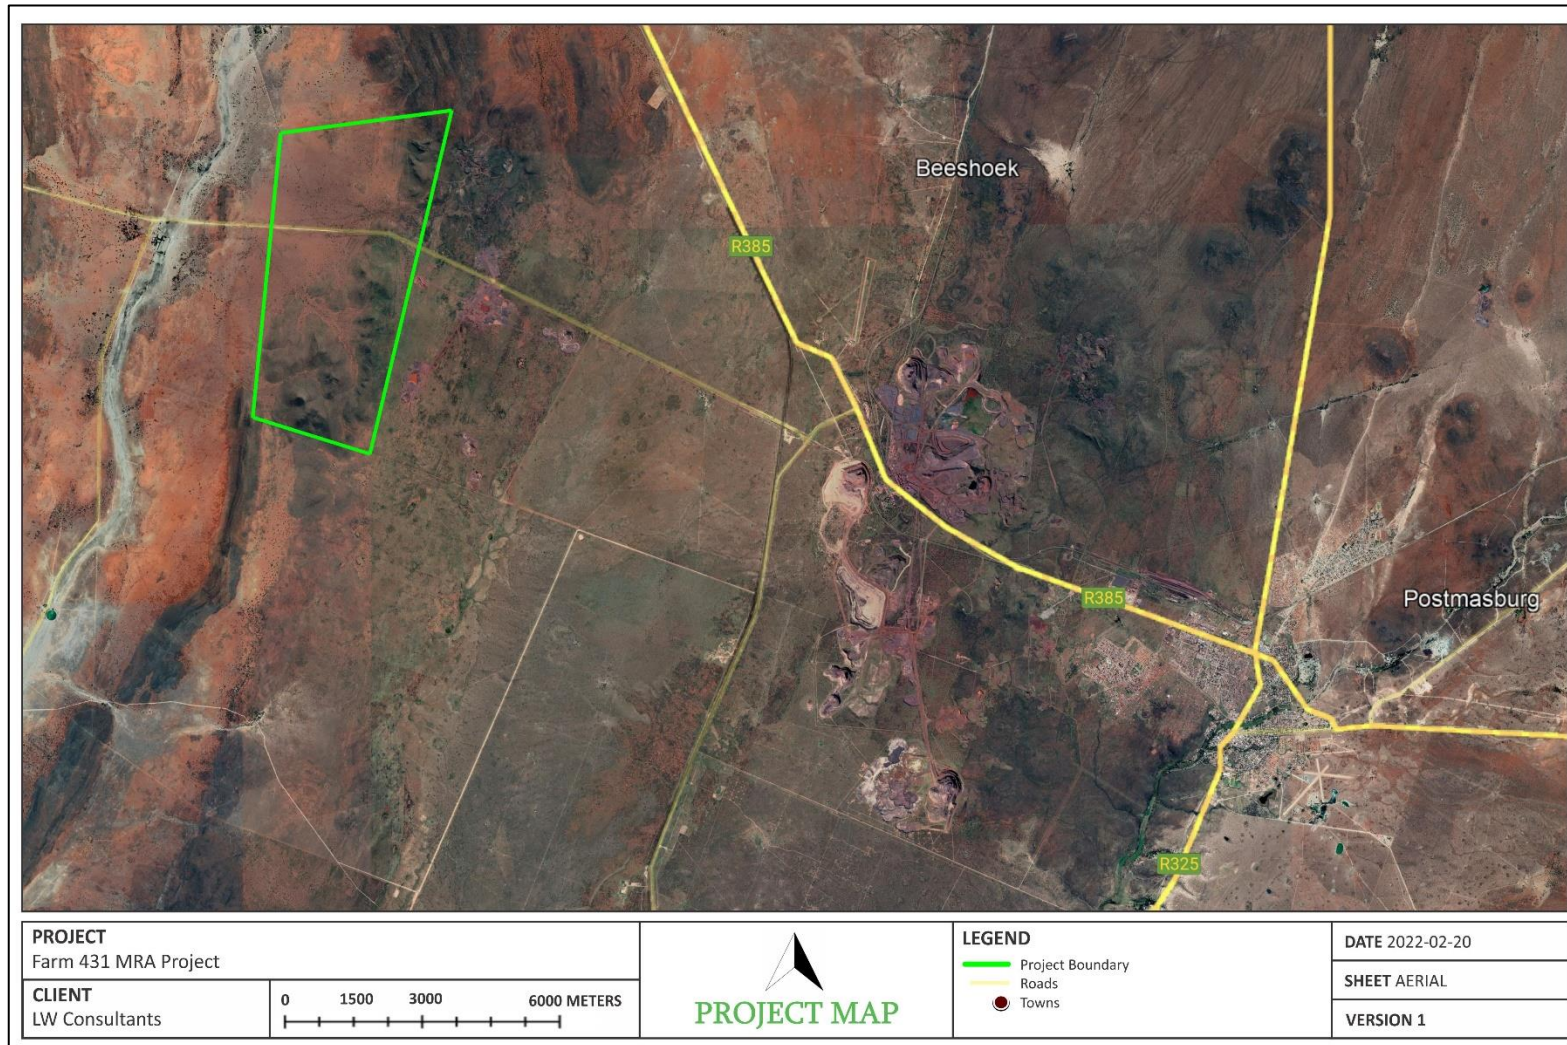 Beeshoek
R385
R385
Postmasburg
R325
PROJECT
Farm 431 MRA Project
CLIENT
LW Consultants
0 1500 3000 6000 METERS
PROJECT MAP
LEGEND
Project Boundary
Roads
Towns
DATE 2022-02-20
SHEET AERIAL
VERSION 1